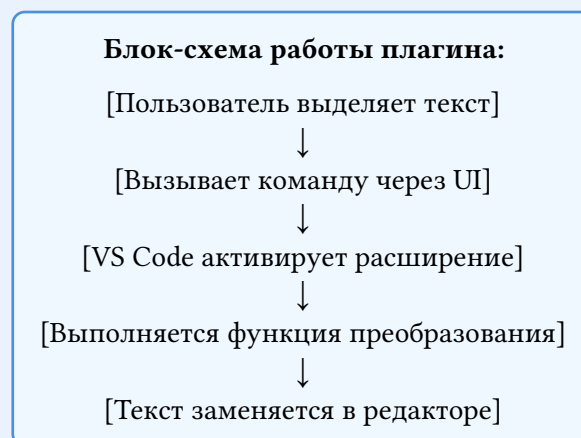 Блок-схема работы плагина:
[Пользователь выделяет текст]
↓
[Вызывает команду через UI]
↓
[VS Code активирует расширение]
↓
[Выполняется функция преобразования]
↓
[Текст заменяется в редакторе]